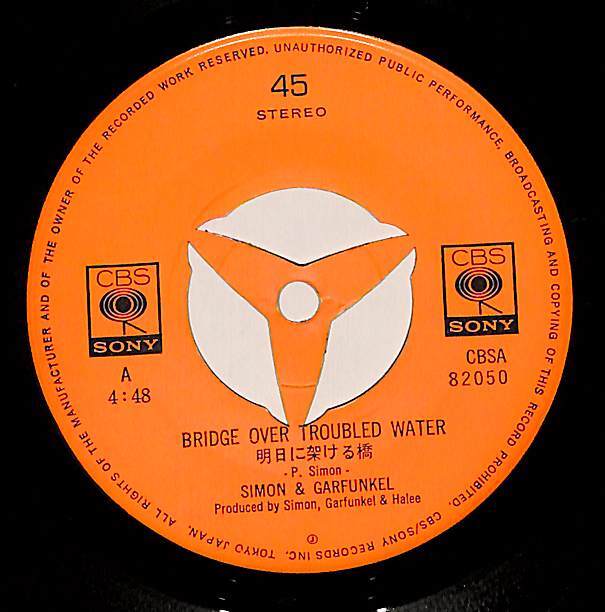 ALL RIGHTS OF THE MANUFACTURER AND OF THE OWNER OF THE RECORDED WORK RESERVED, UNAUTHORIZED PUBLIC PERFORMANCE, BROADCASTING AND COPYING OF THIS RECORD PROHIBITED. CBS/SONY RECORDS INC. TOKYO JAPAN.
45
STEREO
CBS
SONY
A
4:48
CBS
SONY
CBSA
82050
BRIDGE OVER TROUBLED WATER
明日に架ける橋
- P. Simon -
SIMON & GARFUNKEL
Produced by Simon, Garfunkel & Halee
℗